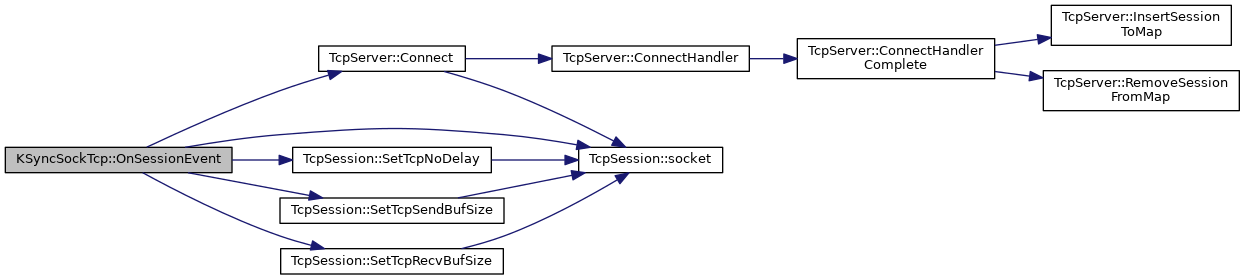 TcpServer::InsertSession
ToMap
TcpServer::Connect
TcpServer::ConnectHandler
TcpServer::ConnectHandler
Complete
TcpServer::RemoveSession
FromMap
KSyncSockTcp::OnSessionEvent
TcpSession::SetTcpNoDelay
TcpSession::socket
TcpSession::SetTcpSendBufSize
TcpSession::SetTcpRecvBufSize